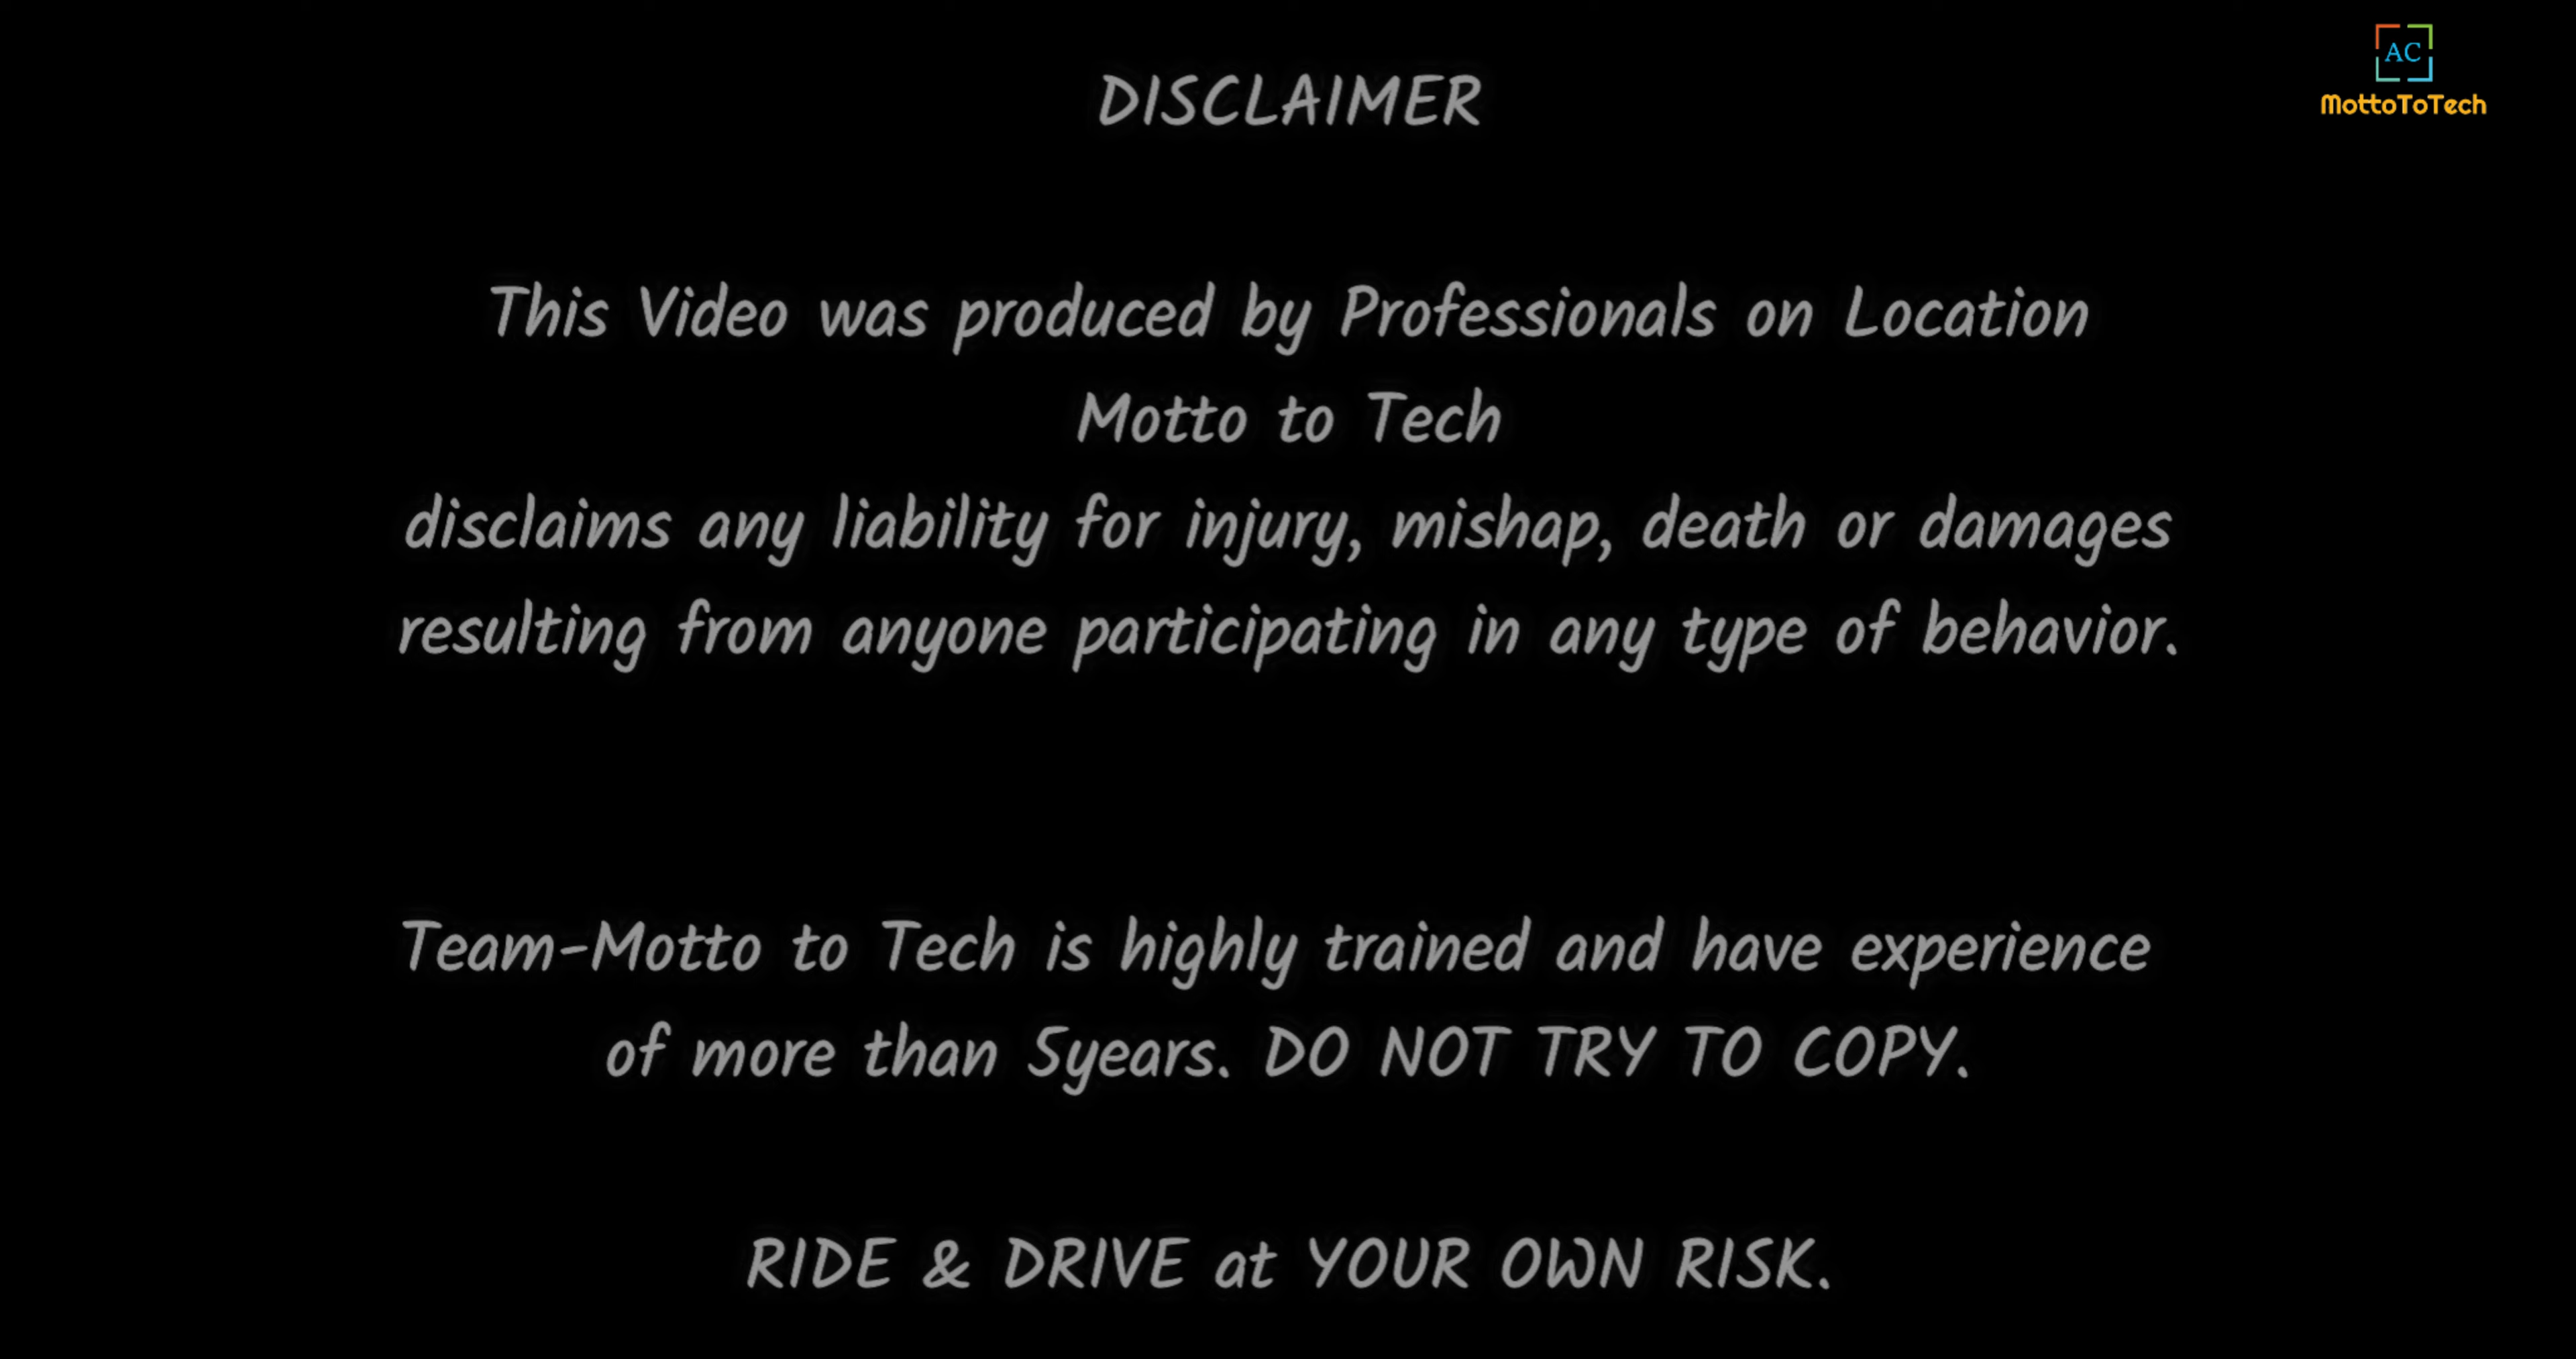 AC
MottoToTech
DISCLAIMER
This Video was produced by Professionals on Location
Motto to Tech
disclaims any liability for injury, mishap, death or damages
resulting from anyone participating in any type of behavior.
Team-Motto to Tech is highly trained and have experience
of more than 5years. DO NOT TRY TO COPY.
RIDE & DRIVE at YOUR OWN RISK.